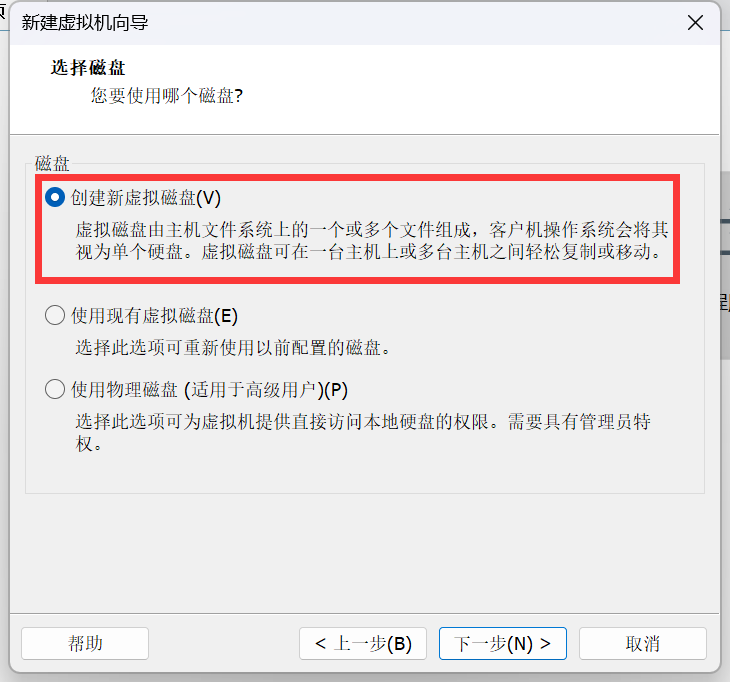 新建虚拟机向导
选择磁盘
您要使用哪个磁盘?
磁盘
创建新虚拟磁盘(V)
虚拟磁盘由主机文件系统上的一个或多个文件组成，客户机操作系统会将其
视为单个硬盘。虚拟磁盘可在一台主机上或多台主机之间轻松复制或移动。
使用现有虚拟磁盘(E)
选择此选项可重新使用以前配置的磁盘。
使用物理磁盘 (适用于高级用户)(P)
选择此选项可为虚拟机提供直接访问本地硬盘的权限。需要具有管理员特
权。
帮助
< 上一步(B)
下一步(N) >
取消